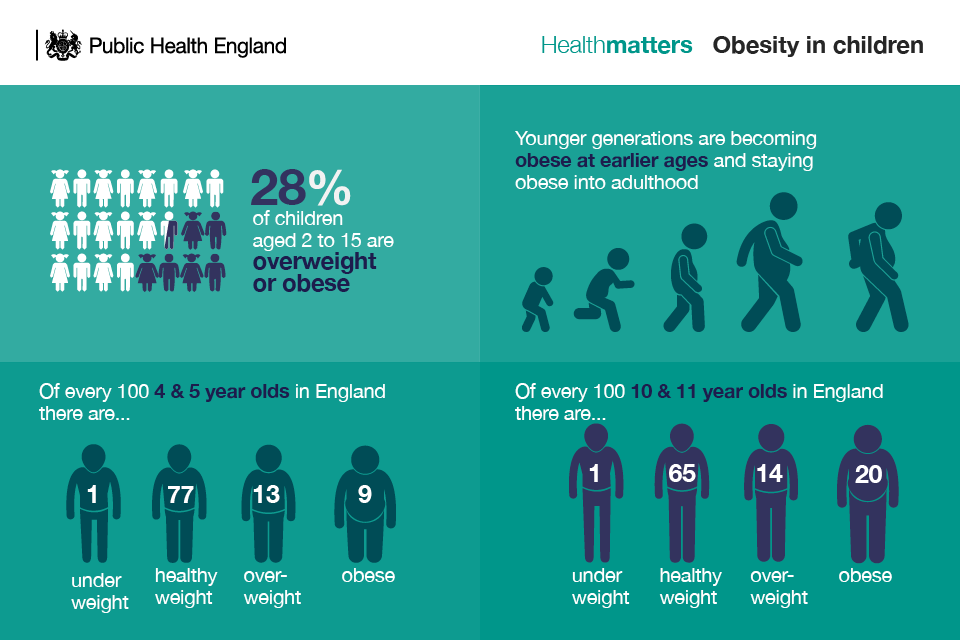 Public Health England
Healthmatters Obesity in children
28%
of children
aged 2 to 15 are
overweight
or obese
Younger generations are becoming
obese at earlier ages and staying
obese into adulthood
Of every 100 4 & 5 year olds in England
there are...
1 77 13 9
under
weight
healthy
weight
over-
weight
obese
Of every 100 10 & 11 year olds in England
there are...
1 65 14 20
under
weight
healthy
weight
over-
weight
obese